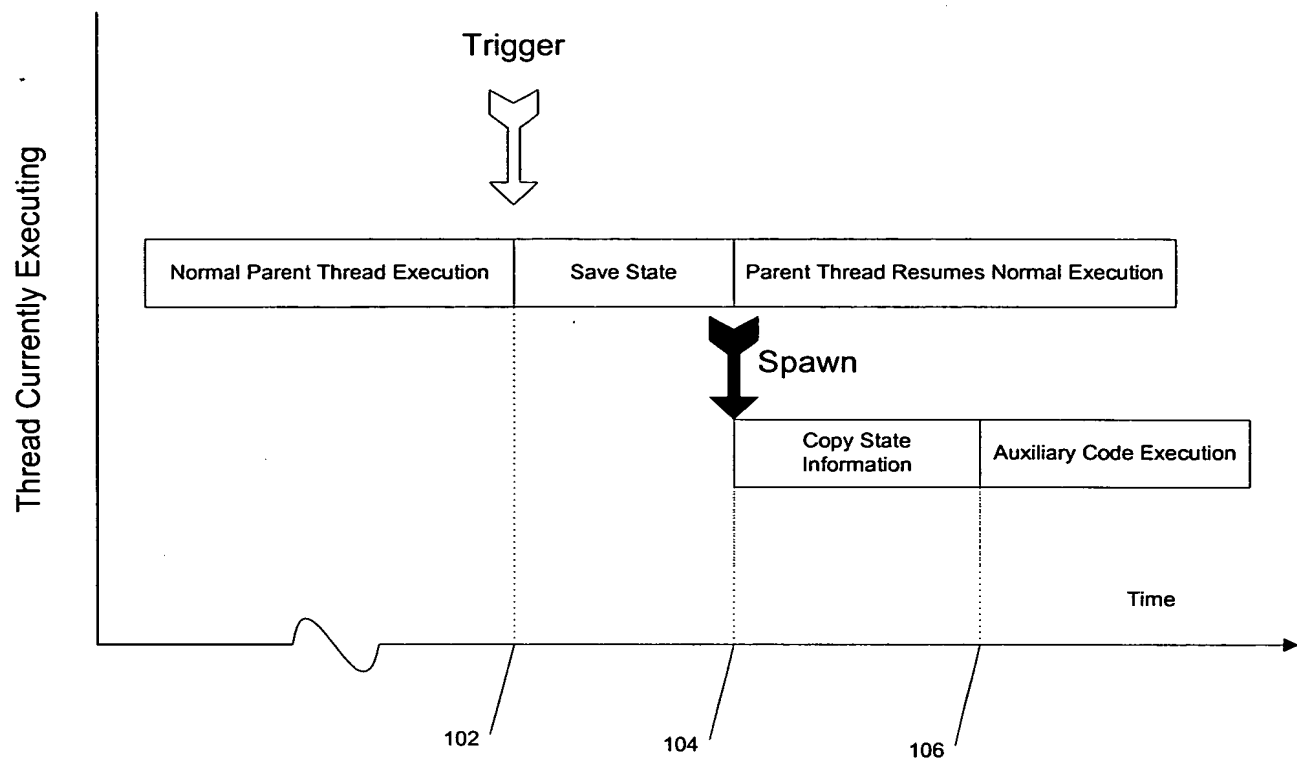 Trigger
Thread Currently Executing
Normal Parent Thread Execution
Save State
Parent Thread Resumes Normal Execution
Spawn
Copy State
Information
Auxiliary Code Execution
Time
102
104
106